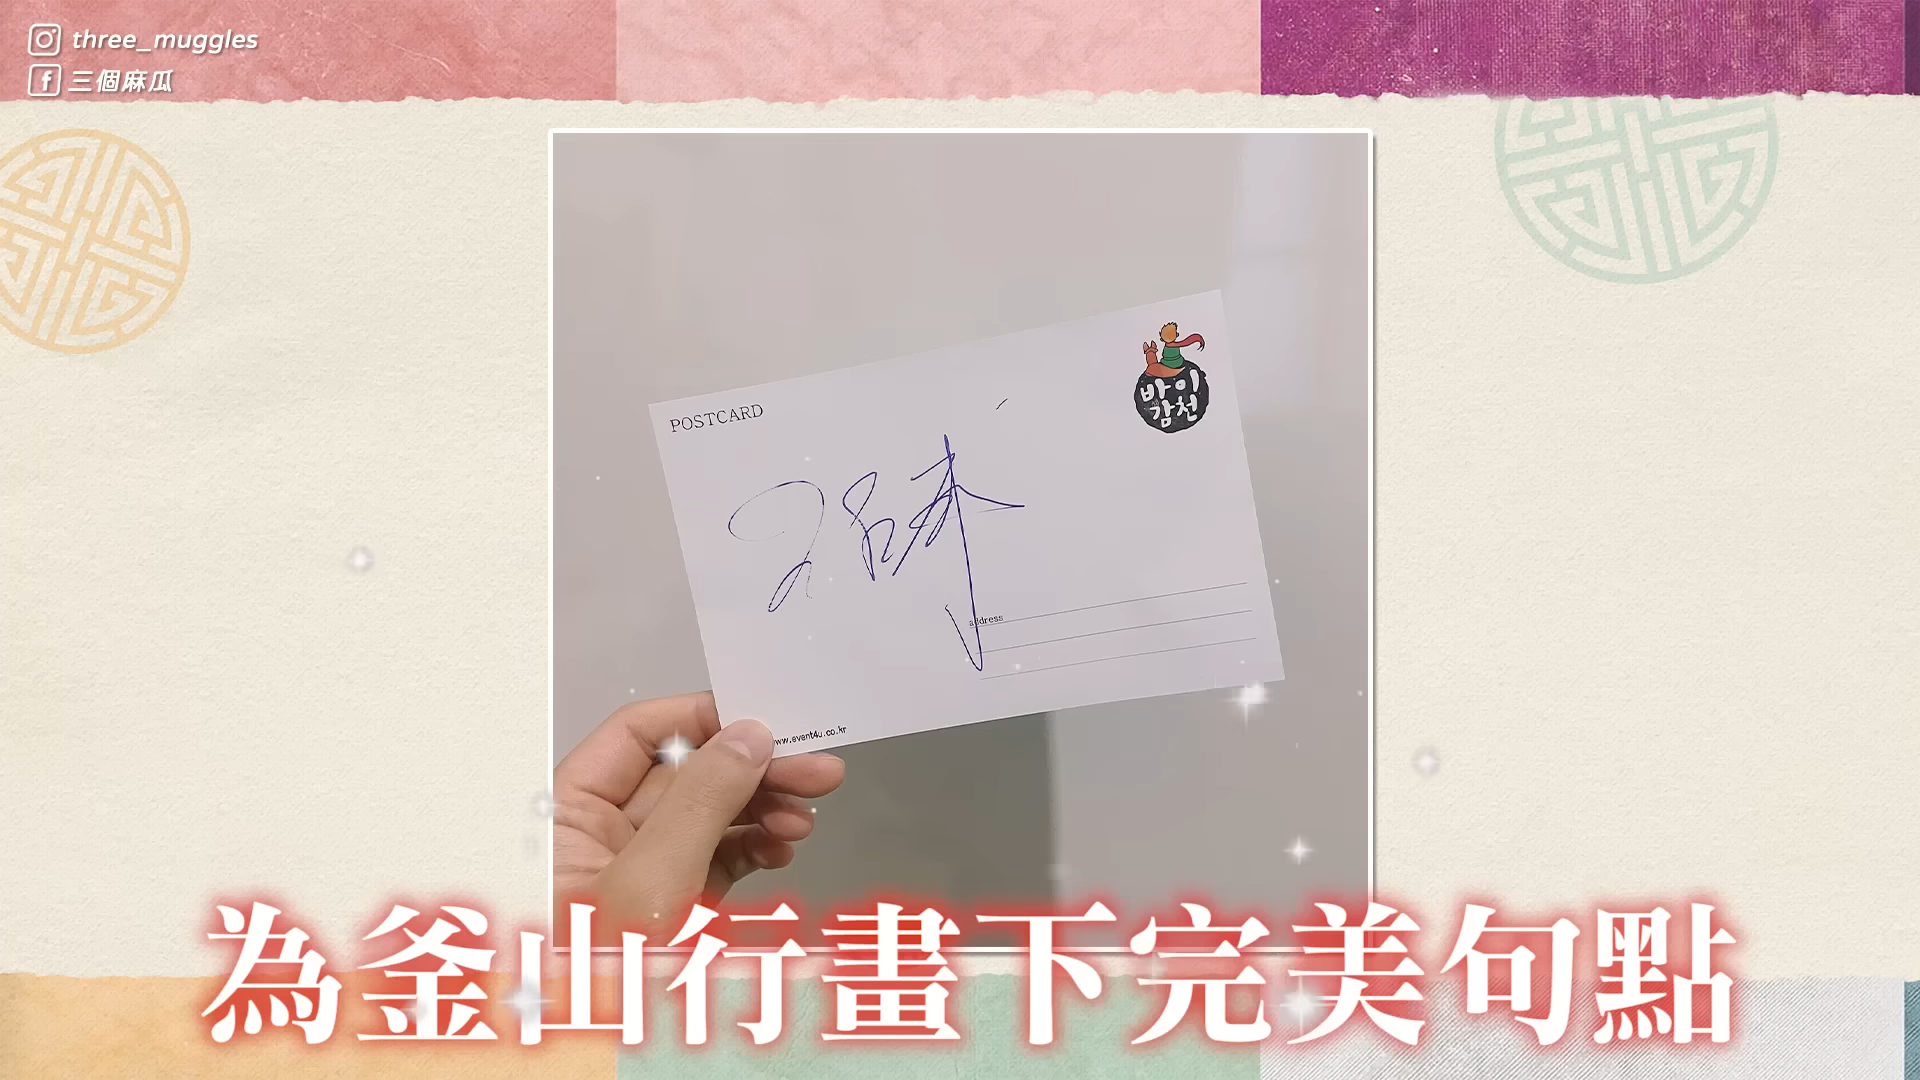 three_muggles
三個麻瓜
POSTCARD
바이
감천
address
www.event4u.co.kr
為釜山行畫下完美句點